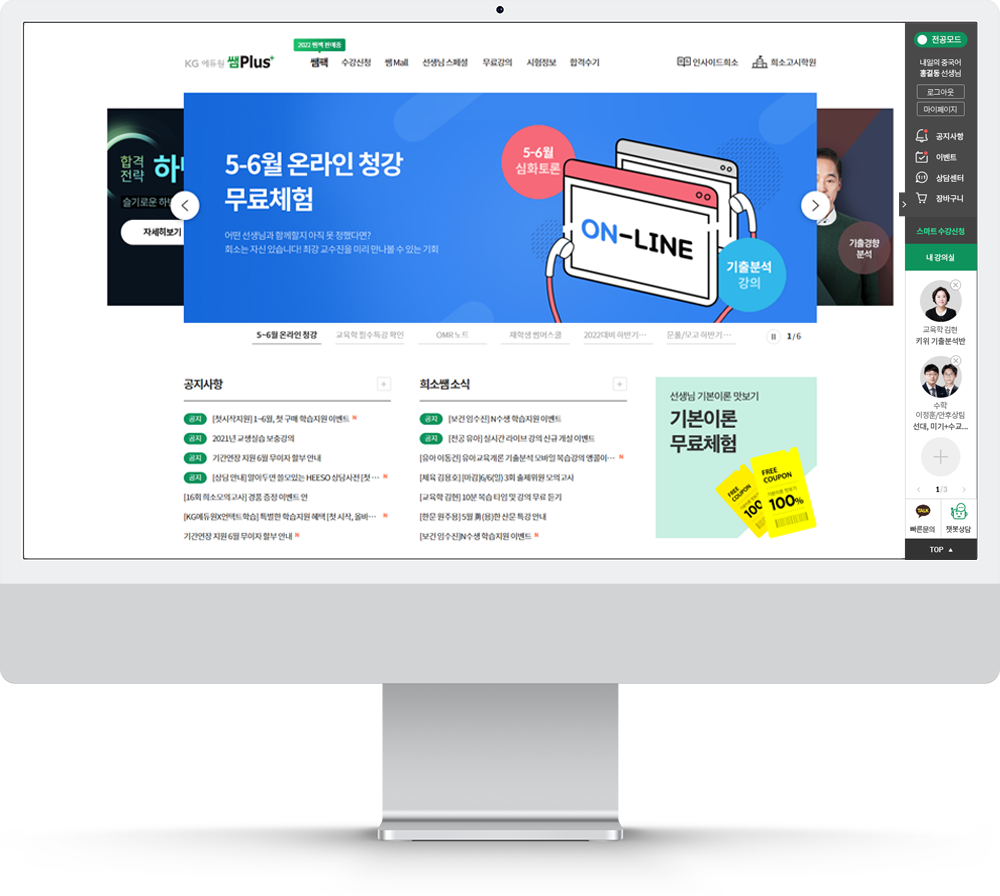 2022 쌤팩 판매중
KG 에듀원 쌤Plus+
쌤팩 수강신청 쌤 Mall 선생님 스페셜 무료강의 시험정보 합격수기
인사이드희소 희소고시학원
합격
전략
하
슬기로운 하반
자세히보기
5-6월 온라인 청강
무료체험
어떤 선생님과 함께할지 아직 못 정했다면?
희소는 자신 있습니다! 최강 교수진을 미리 만나볼 수 있는 기회
5-6월
심화토론
ON-LINE
기출분석
강의
기출경향
분석
5~6월 온라인 청강 교육학 필수특강 확인 OMR 노트 재학생 썸머스쿨 2022대비 하반기… 문풀/모고 하반기 …
1/6
공지사항
공지 [첫시작지원] 1~6월, 첫 구매 학습지원 이벤트
공지 2021년 교생실습 보충강의
공지 기간연장 지원 6월 무이자 할부 안내
공지 [상담 안내] 알아두면 쓸모있는 HEESO 상담사전 [첫 …
[16회 희소모의고사] 경품 증정 이벤트 안
[KG에듀원X언택트학습] 특별한 학습지원 혜택 [첫 시작, 올바…
기간연장 지원 6월 무이자 할부 안내
희소쌤 소식
공지 [보건 임수진] N수생 학습지원 이벤트
공지 [전공 유아] 실시간 라이브 강의 신규 개설 이벤트
[유아 이동건] 유아교육개론 기출분석 모바일 복습강의 앵콜이…
[체육 김용호] [마감]6/6(일) 3회 출제위원 모의고사
[교육학 김현] 10분 복습 타임 및 강의 무료 듣기
[한문 원주용] 5월 勇(용)한 산문 특강 안내
[보건 임수진]N수생 학습지원 이벤트
선생님 기본이론 맛보기
기본이론
무료체험
FREE
COUPON
100
FREE
COUPON
기본이론 맛보기
100%
전공모드
내일의 중국어
홍길동 선생님
로그아웃
마이페이지
공지사항
이벤트
상담센터
장바구니
스마트 수강신청
내 강의실
교육학 김현
키위 기출분석반
수학
이정훈/안후상팀
선대, 미기+수교...
1/3
TALK
빠른문의 챗봇상담
TOP ▲